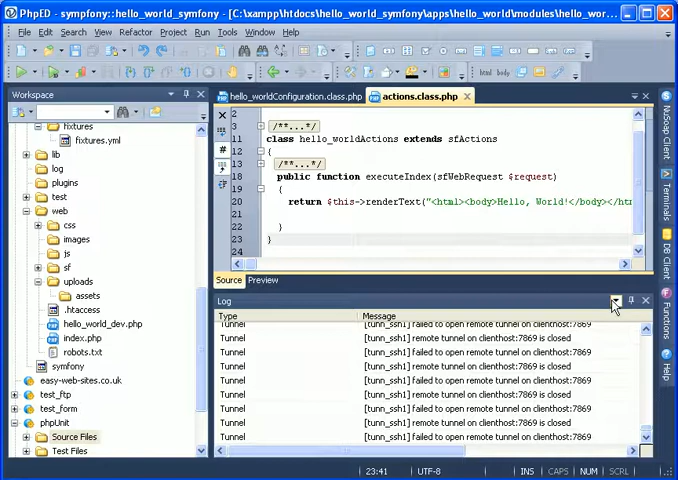 PhpED - sympfony::hello_world_symfony - [C:\xampp\htdocs\hello_world_symfony\apps\hello_world\modules\hello_wor...
File Edit Search View Refactor Project Run Tools Window Help
html body
Workspace
fixtures
fixtures.yml
lib
log
plugins
test
web
css
images
js
sf
uploads
assets
.htaccess
hello_world_dev.php
index.php
robots.txt
symfony
easy-web-sites.co.uk
test_ftp
test_form
phpUnit
Source Files
Test Files
hello_worldConfiguration.class.php actions.class.php
2
3 /**...*/
11 class hello_worldActions extends sfActions
12 {
13 /**...*/
18 public function executeIndex(sfWebRequest $request)
19 {
20 return $this->renderText("<html><body>Hello, World!</body></htm
21
22 }
23 }
24
Source Preview
Log
Type Message
Tunnel [tunn_ssh1] failed to open remote tunnel on clienthost:7869
Tunnel [tunn_ssh1] remote tunnel on clienthost:7869 is closed
Tunnel [tunn_ssh1] failed to open remote tunnel on clienthost:7869
Tunnel [tunn_ssh1] remote tunnel on clienthost:7869 is closed
Tunnel [tunn_ssh1] failed to open remote tunnel on clienthost:7869
Tunnel [tunn_ssh1] remote tunnel on clienthost:7869 is closed
Tunnel [tunn_ssh1] failed to open remote tunnel on clienthost:7869
Tunnel [tunn_ssh1] remote tunnel on clienthost:7869 is closed
Tunnel [tunn_ssh1] failed to open remote tunnel on clienthost:7869
NuSoap Client
Terminals
DB Client
Functions
Help
23:41 UTF-8 INS CAPS NUM SCRL